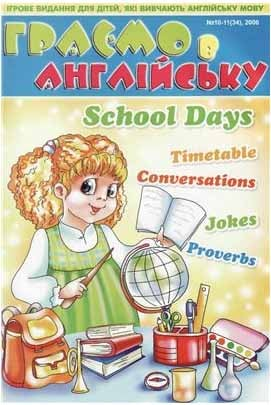 ІГРОВЕ ВИДАННЯ ДЛЯ ДІТЕЙ, ЯКІ ВИВЧАЮТЬ АНГЛІЙСЬКУ МОВУ
№10-11(34), 2006
ГРАЄМО В
АНГЛІЙСЬКУ
School Days
Timetable
Conversations
Jokes
Proverbs